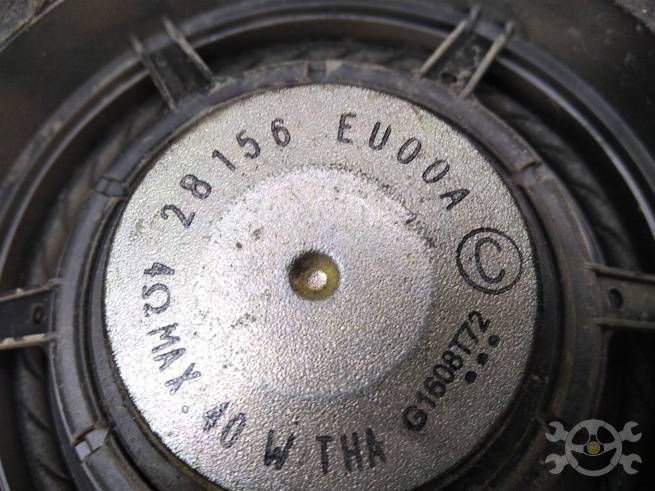 28156 EU00A
Ⓒ
4Ω MAX. 40 W THA
G1608T72